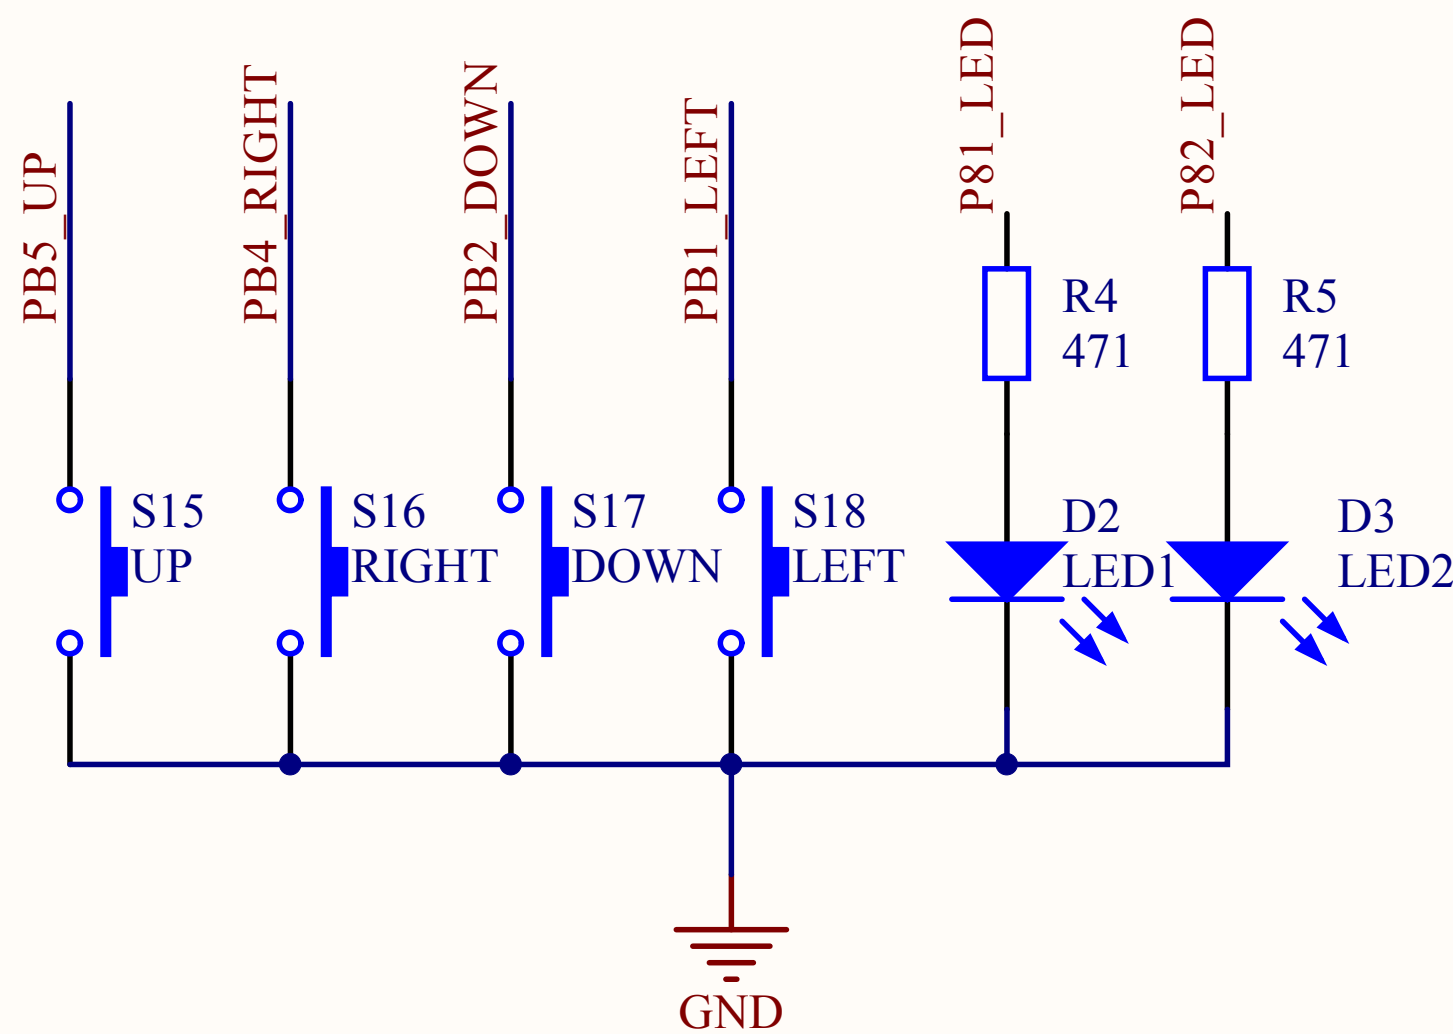 PB5_UP
PB4_RIGHT
PB2_DOWN
PB1_LEFT
P81_LED
P82_LED
R4
471
R5
471
S15
UP
S16
RIGHT
S17
DOWN
S18
LEFT
D2
LED1
D3
LED2
GND